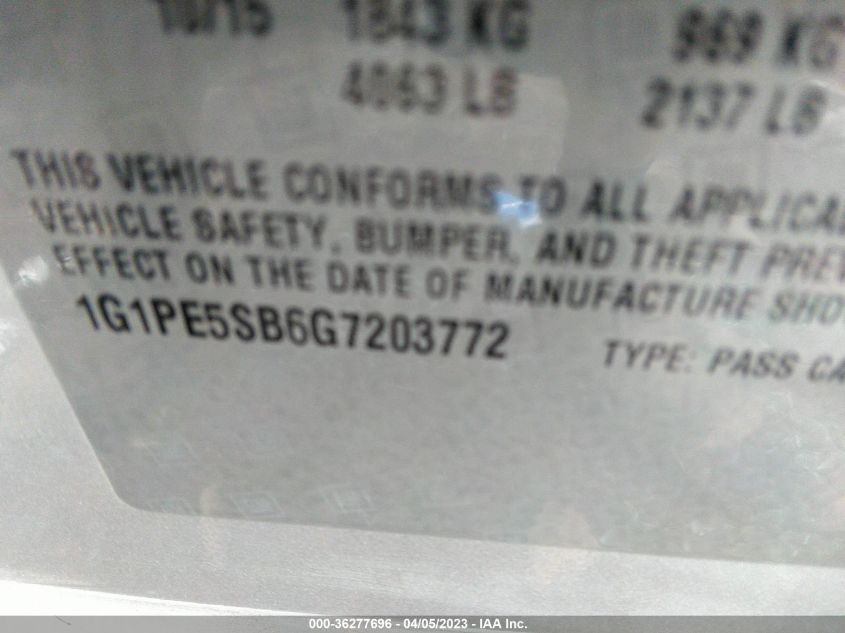 10/15 1843 KG 969 KG
4063 LB 2137 LB
THIS VEHICLE CONFORMS TO ALL APPLICA
VEHICLE SAFETY, BUMPER, AND THEFT PREV
EFFECT ON THE DATE OF MANUFACTURE SHO
1G1PE5SB6G7203772 TYPE: PASS CA
000-36277696 - 04/05/2023 - IAA Inc.